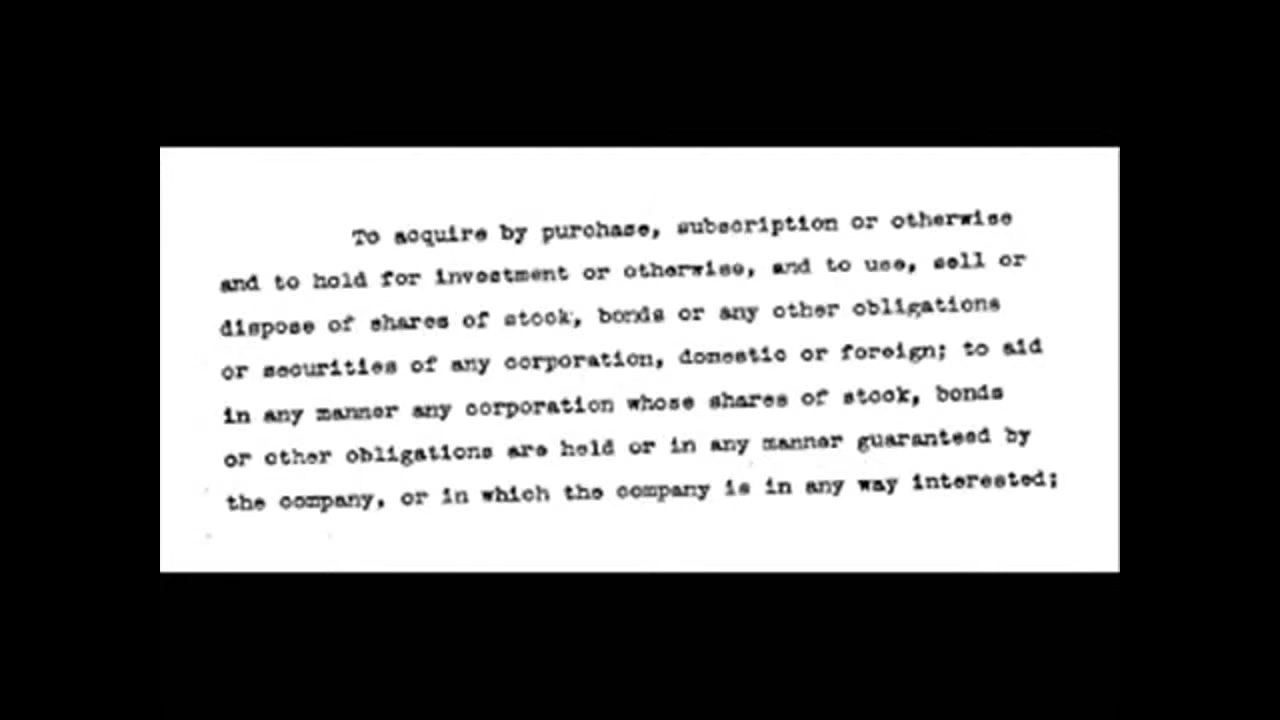 To acquire by purchase, subscription or otherwise
and to hold for investment or otherwise, and to use, sell or
dispose of shares of stock, bonds or any other obligations
or securities of any corporation, domestic or foreign; to aid
in any manner any corporation whose shares of stock, bonds
or other obligations are held or in any manner guaranteed by
the company, or in which the company is in any way interested;